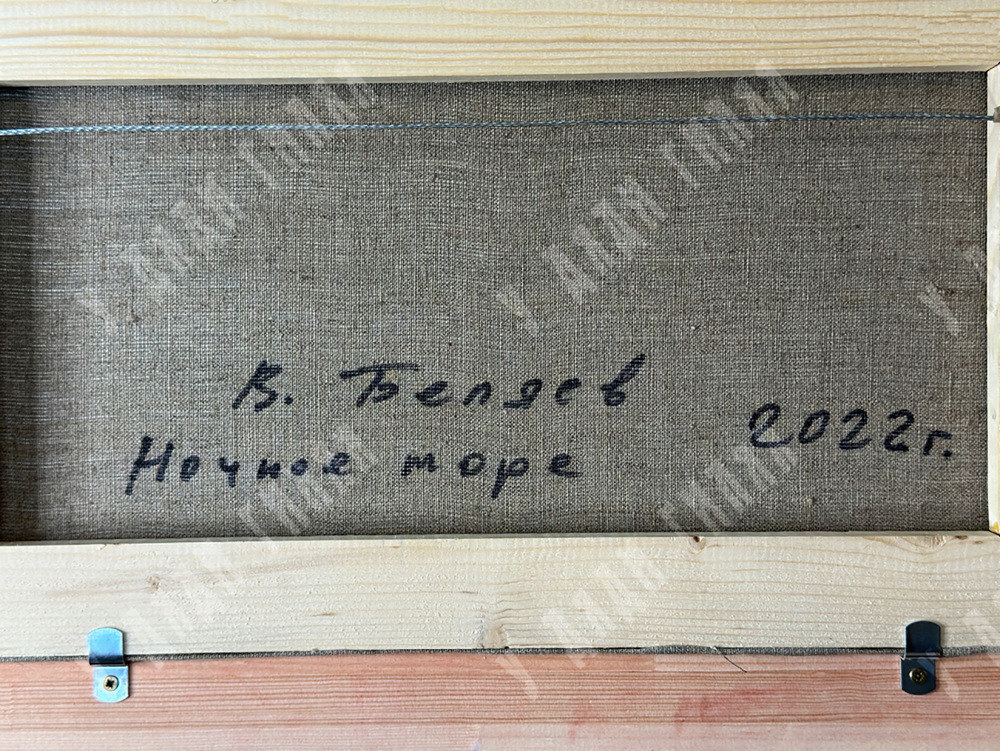 В. Беляев
Ночное море
2022г.